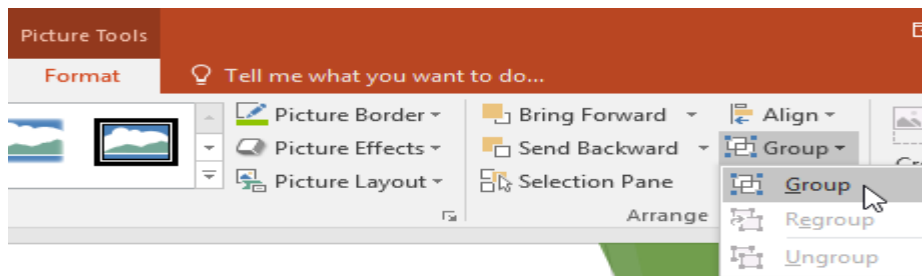 Picture Tools
Format
Tell me what you want to do...
Picture Border
Bring Forward
Align
Picture Effects
Send Backward
Group
Picture Layout
Selection Pane
Group
Arrange
Regroup
Ungroup